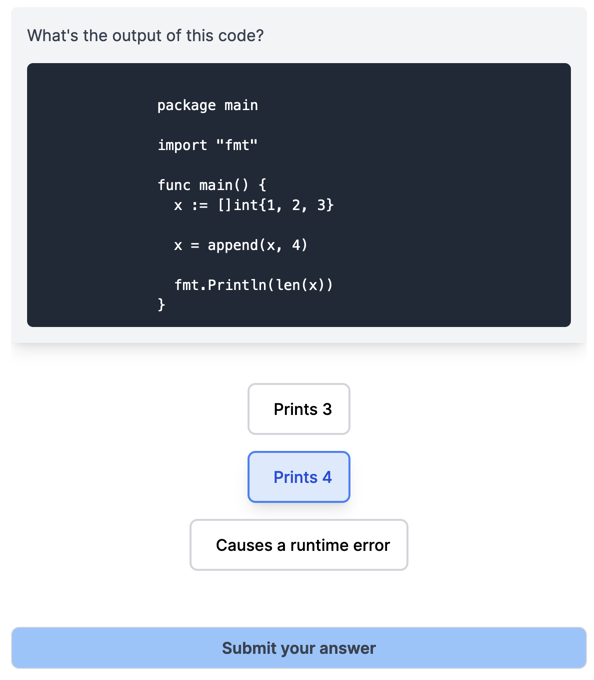 What's the output of this code?
package main
import "fmt"
func main() {
x := []int{1, 2, 3}
x = append(x, 4)
fmt.Println(len(x))
}
Prints 3
Prints 4
Causes a runtime error
Submit your answer